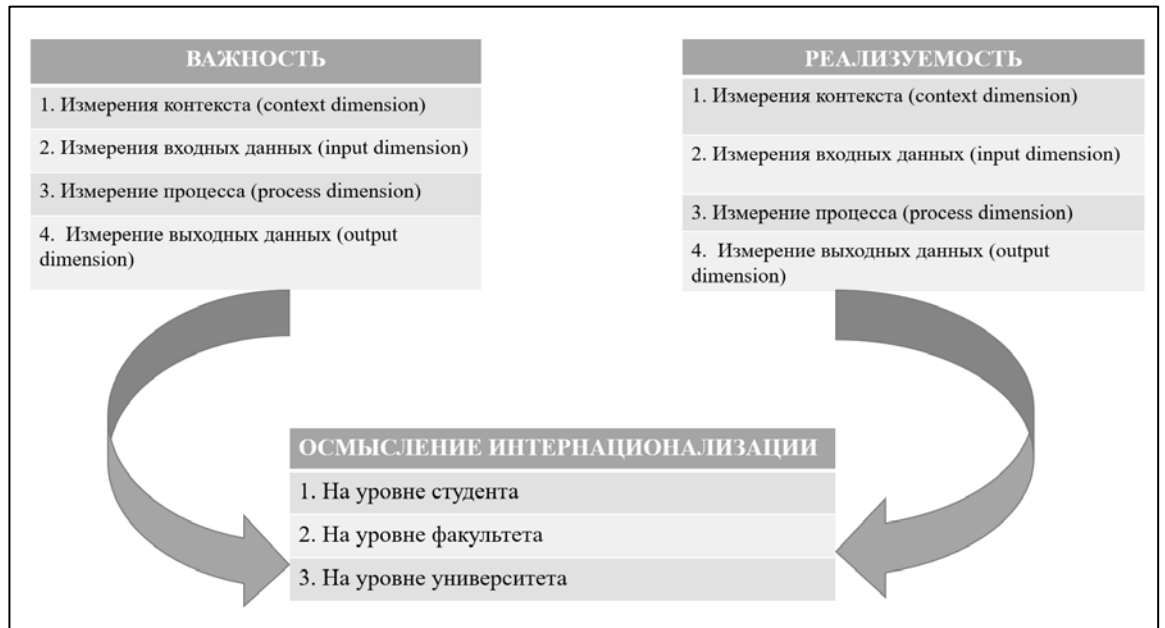 ВАЖНОСТЬ
1. Измерения контекста (context dimension)
2. Измерения входных данных (input dimension)
3. Измерение процесса (process dimension)
4. Измерение выходных данных (output
dimension)
РЕАЛИЗУЕМОСТЬ
1. Измерения контекста (context dimension)
2. Измерения входных данных (input dimension)
3. Измерение процесса (process dimension)
4. Измерение выходных данных (output
dimension)
ОСМЫСЛЕНИЕ ИНТЕРНАЦИОНАЛИЗАЦИИ
1. На уровне студента
2. На уровне факультета
3. На уровне университета